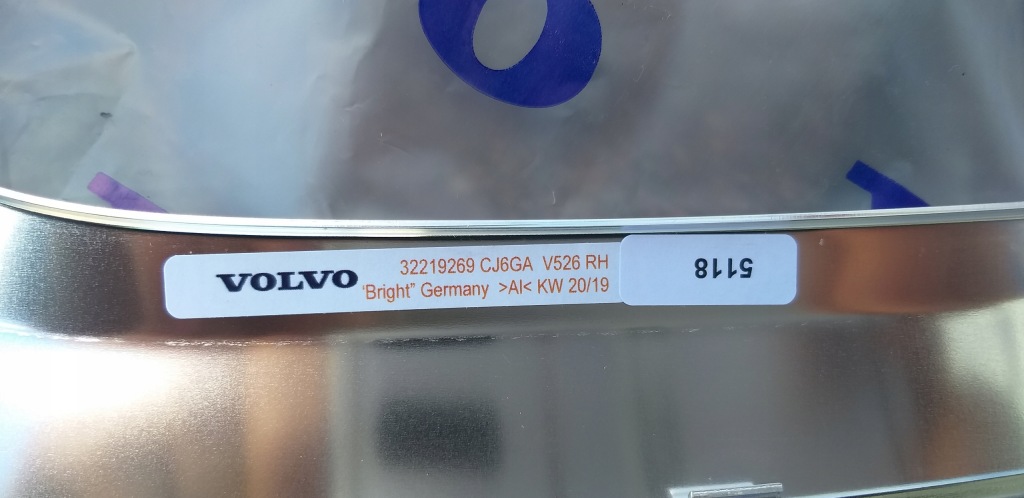 VOLVO
32219269 CJ6GA V526 RH
'Bright" Germany >Al< KW 20/19
5118